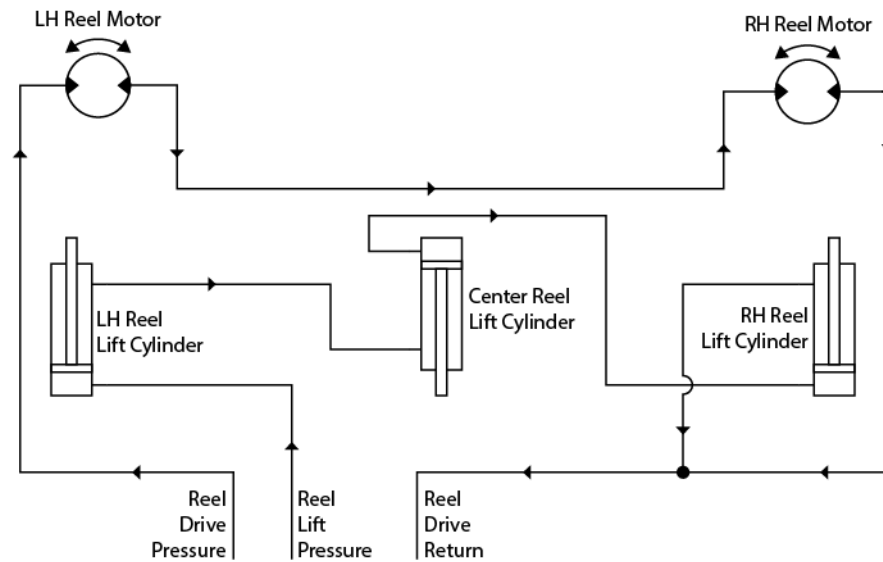 LH Reel Motor
RH Reel Motor
LH Reel
Lift Cylinder
Center Reel
Lift Cylinder
RH Reel
Lift Cylinder
Reel
Drive
Pressure
Reel
Lift
Pressure
Reel
Drive
Return